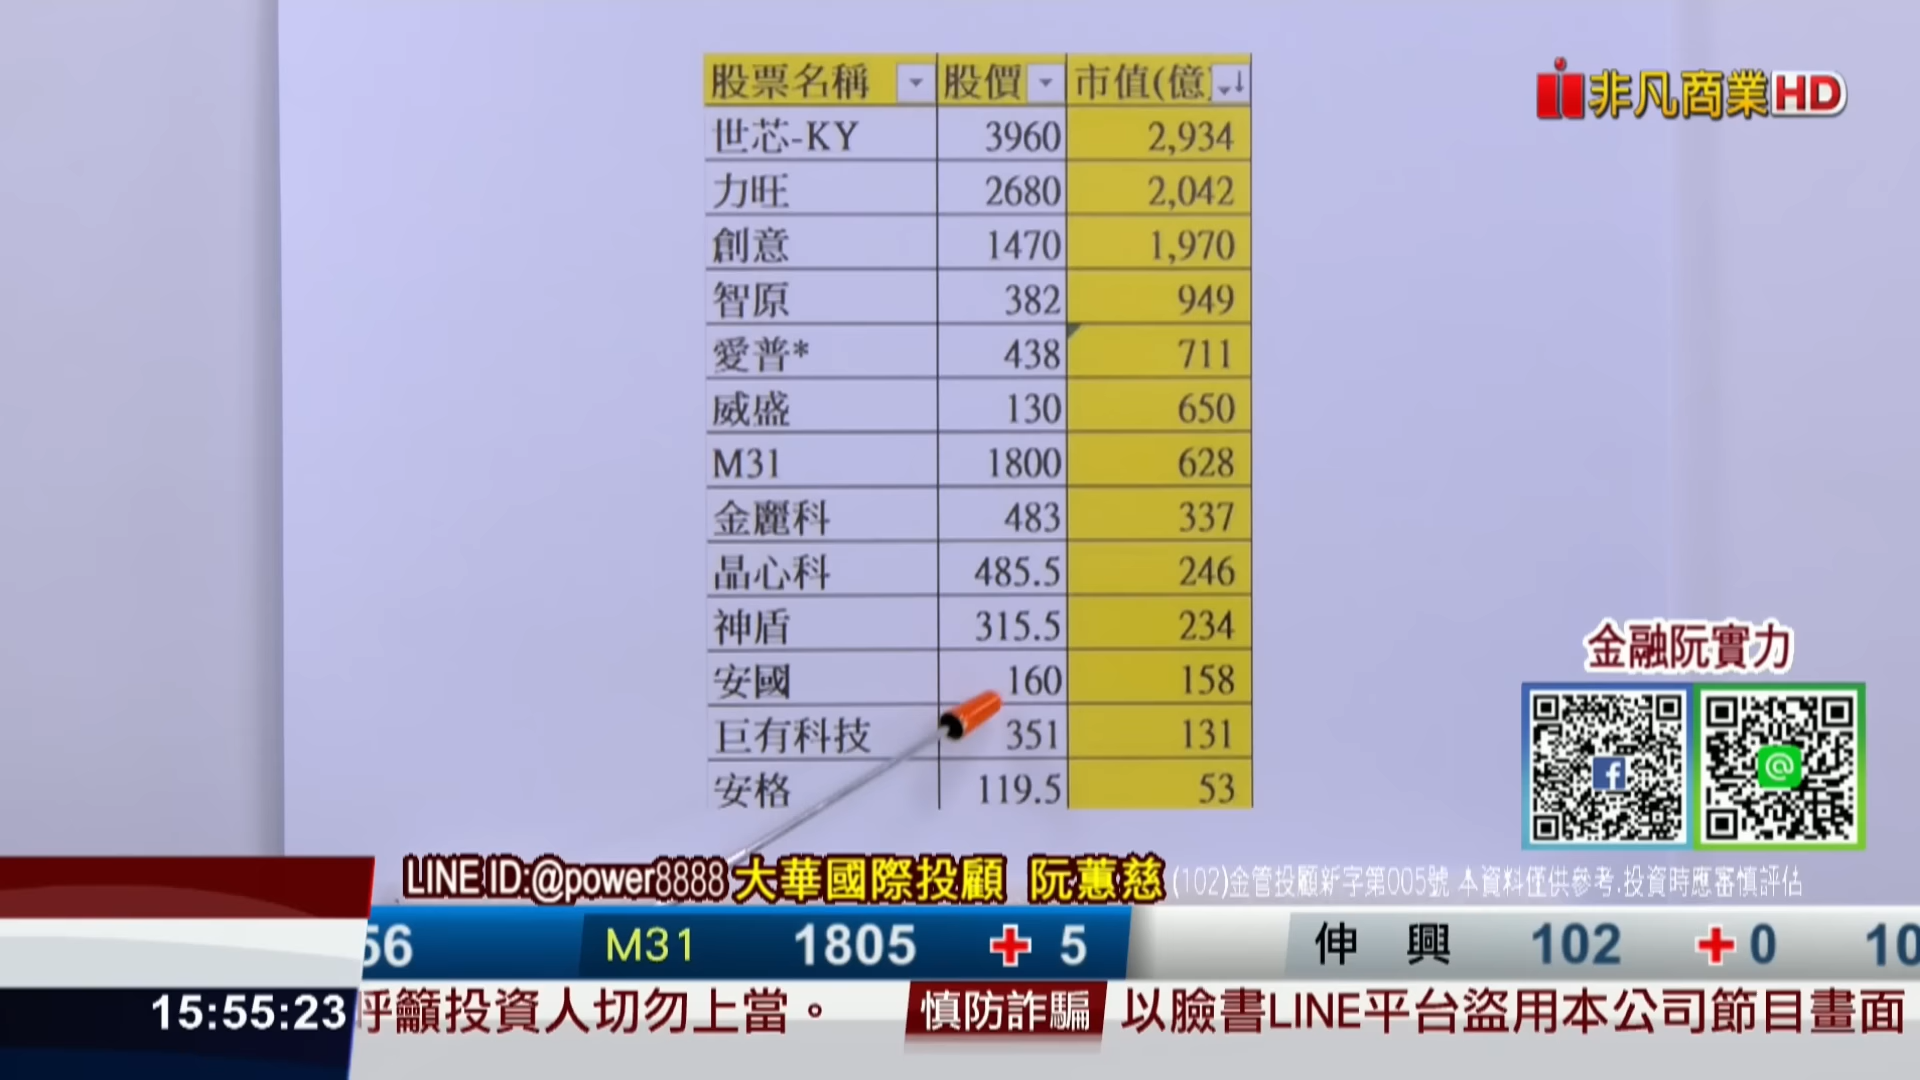 股票名稱 股價 市值(億)
世芯-KY 3960 2,934
力旺 2680 2,042
創意 1470 1,970
智原 382 949
愛普* 438 711
威盛 130 650
M31 1800 628
金麗科 483 337
晶心科 485.5 246
神盾 315.5 234
安國 160 158
巨有科技 351 131
安格 119.5 53
非凡商業HD
金融阮實力
LINE ID:@power8888 大華國際投顧 阮蕙慈 (102)金管投顧新字第005號 本資料僅供參考.投資時應審慎評估
56 M31 1805 + 5 伸興 102 + 0 10
15:55:23 呼籲投資人切勿上當。 慎防詐騙 以臉書LINE平台盜用本公司節目畫面